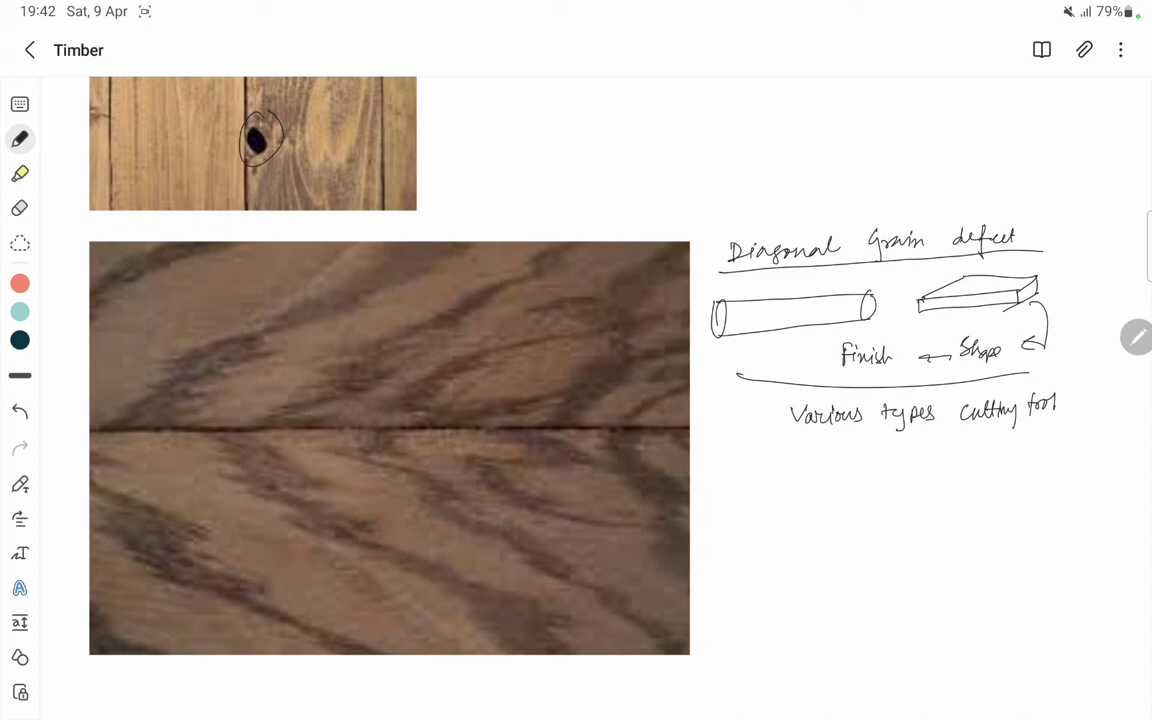 19:42 Sat, 9 Apr 79%
Timber
Diagonal Grain defect
Finish ← Shape
Various types cutting tool